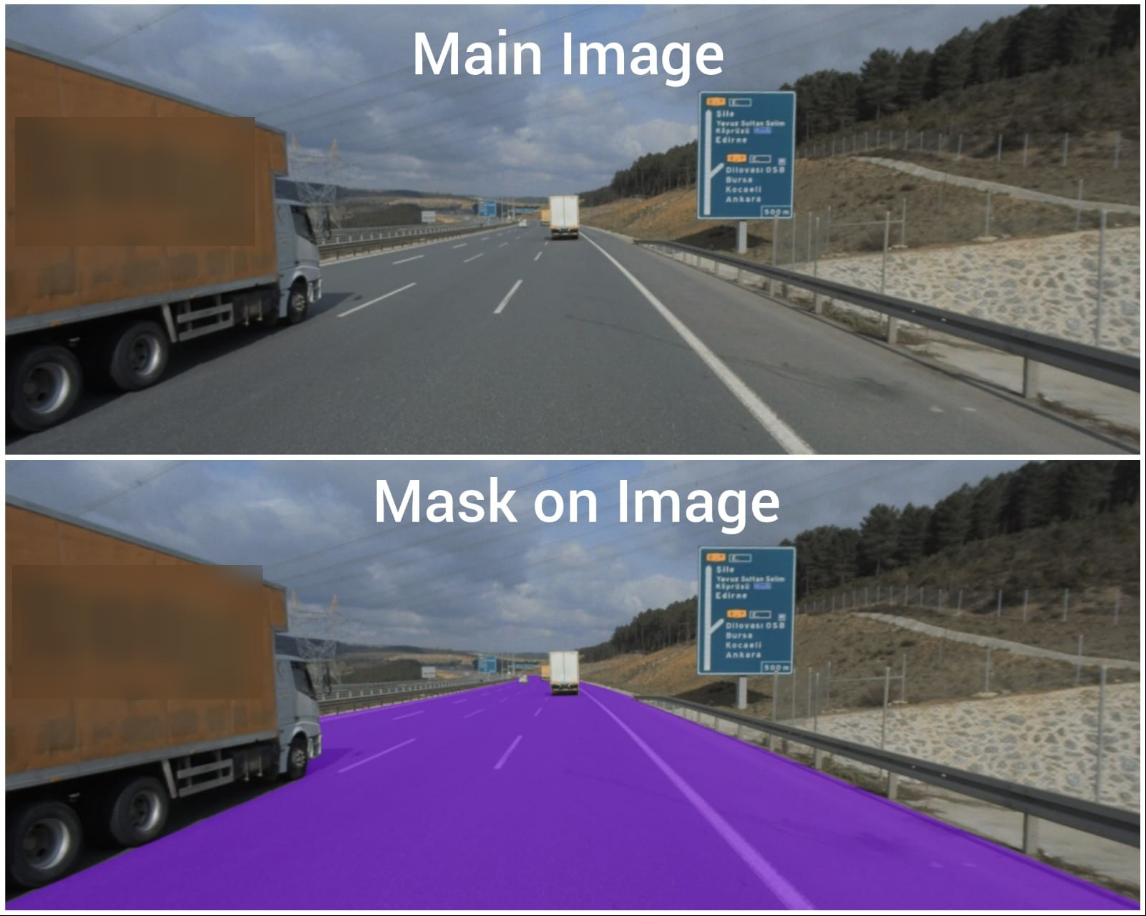 Main Image
Şile
Yavuz Sultan Selim
Köprüsü
Edirne
Dilovası OSB
Bursa
Kocaeli
Ankara
500 m
Mask on Image
Şile
Yavuz Sultan Selim
Köprüsü
Edirne
Dilovası OSB
Bursa
Kocaeli
Ankara
500 m